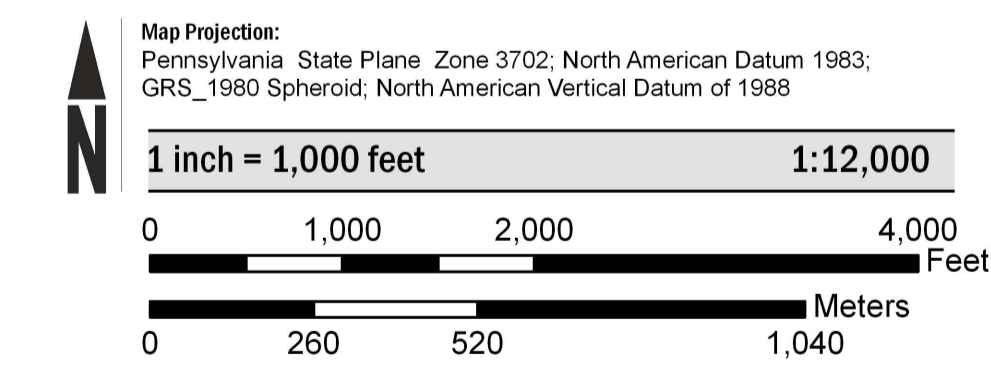 Map Projection:
Pennsylvania State Plane Zone 3702; North American Datum 1983;
GRS_1980 Spheroid; North American Vertical Datum of 1988
N
1 inch = 1,000 feet 1:12,000
0 1,000 2,000 4,000
Feet
Meters
0 260 520 1,040